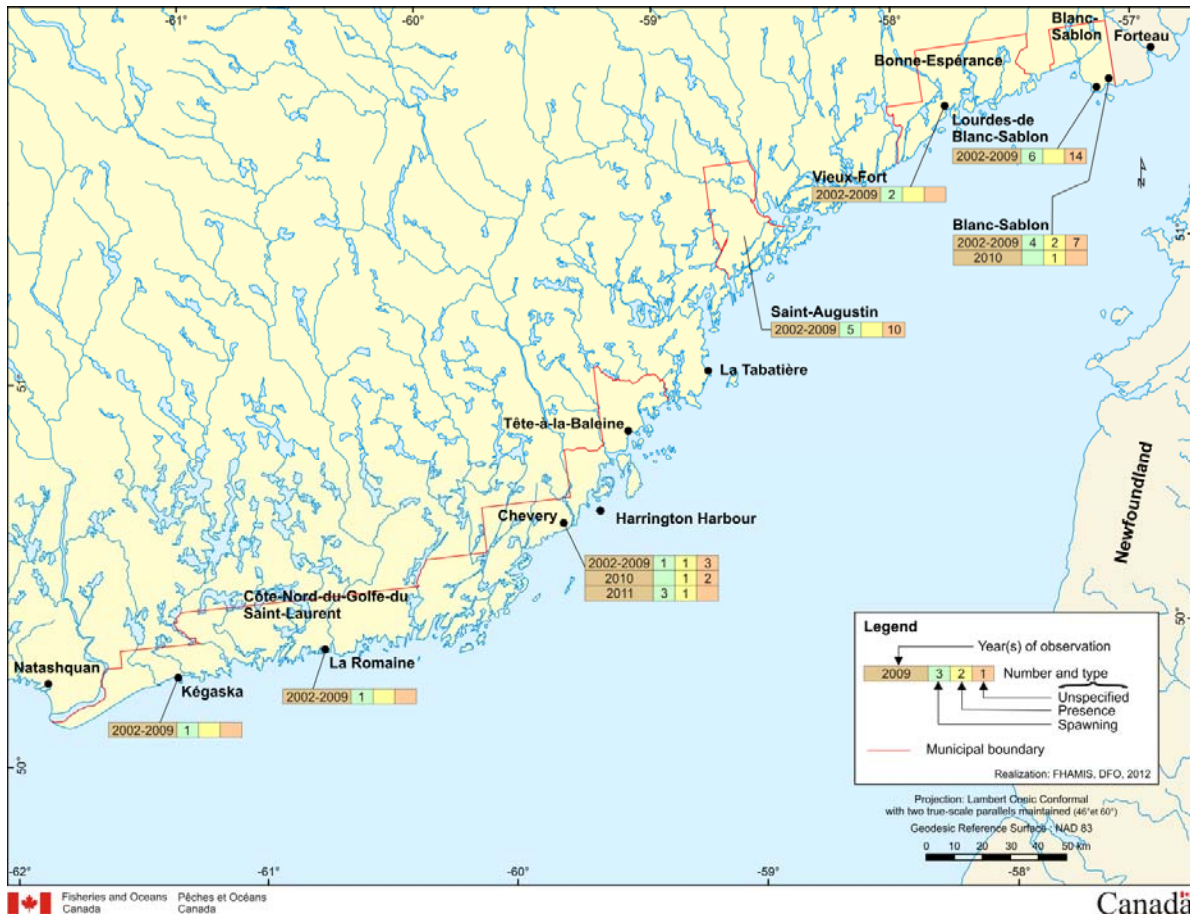 -61°
-60°
-59°
-58°
-57°
Blanc-
Sablon
Forteau
Bonne-Espérance
Lourdes-de
Blanc-Sablon
2002-2009 6 14
Vieux-Fort
2002-2009 2
N
Blanc-Sablon
2002-2009 4 2 7
2010 1
51°
Saint-Augustin
2002-2009 5 10
La Tabatière
51°
Tête-à-la-Baleine
Newfoundland
Chevery
Harrington Harbour
2002-2009 1 1 3
2010 1 2
2011 3 1
Côte-Nord-du-Golfe-du
Saint-Laurent
50°
Natashquan
La Romaine
Kégaska
2002-2009 1
2002-2009 1
50°
Legend
Year(s) of observation
2009 3 2 1 Number and type
Unspecified
Presence
Spawning
Municipal boundary
Realization: FHAMIS, DFO, 2012
Projection: Lambert Conic Conformal
with two true-scale parallels maintained (46°et 60°)
Geodesic Reference Surface : NAD 83
0 10 20 30 40 50 km
-62°
-61°
-60°
-59°
-58°
Fisheries and Oceans Pêches et Océans
Canada Canada
Canada